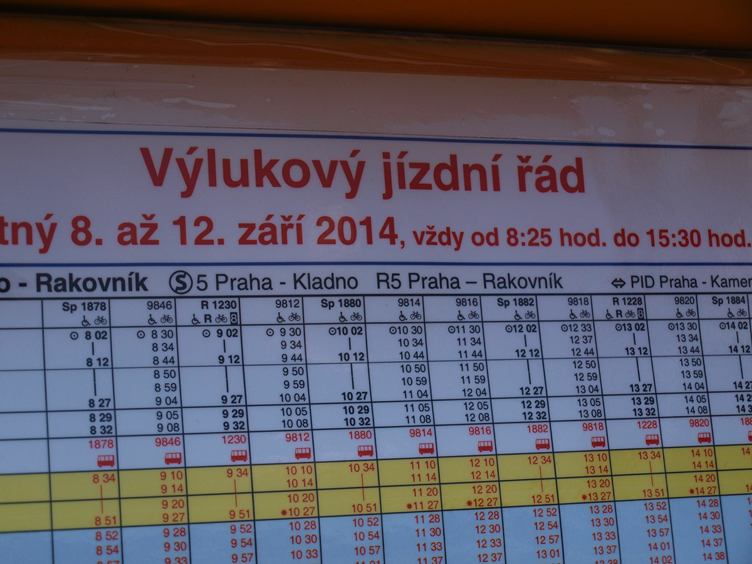 Výlukový jízdní řád
tný 8. až 12. září 2014, vždy od 8:25 hod. do 15:30 hod.
o - Rakovník S 5 Praha - Kladno R5 Praha – Rakovník ⇔ PID Praha - Kamen
Sp 1878 9846 R 1230 9812 Sp 1880 9814 9816 Sp 1882 9818 R 1228 9820 Sp 1884
R R
8 02 8 30 9 02 9 30 10 02 10 30 11 30 12 02 12 33 13 02 13 30 14 02
8 34 9 34 10 34 11 34 12 37 13 34
8 12 8 44 9 12 9 44 10 12 10 44 11 44 12 12 12 44 13 12 13 44 14 12
8 50 9 50 10 50 11 50 12 50 13 50
8 59 9 59 10 59 11 59 12 59 13 59
8 27 9 04 9 27 10 04 10 27 11 04 12 04 12 27 13 04 13 27 14 04 14 27
8 29 9 05 9 29 10 05 10 29 11 05 12 05 12 29 13 05 13 29 14 05
8 32 9 08 9 32 10 08 10 32 11 08 12 08 12 32 13 08 13 32 14 08
1878 9846 1230 9812 1880 9814 9816 1882 9818 1228 9820
8 34 9 10 9 34 10 10 10 34 11 10 12 10 12 34 13 10 13 34 14 10
9 14 10 14 11 14 12 14 13 14 14 14
9 20 10 20 11 20 12 20 13 20 14 20
8 51 9 27 9 51 10 27 10 51 11 27 12 27 12 51 13 27 13 51 14 27
8 52 9 28 9 52 10 28 10 52 11 28 12 28 12 52 13 28 13 52 14 28
8 54 9 30 9 54 10 30 10 54 11 30 12 30 12 54 13 30 13 54 14 30
9 33 9 57 10 33 10 57 11 33 12 33 13 01 13 37 14 01 14 37